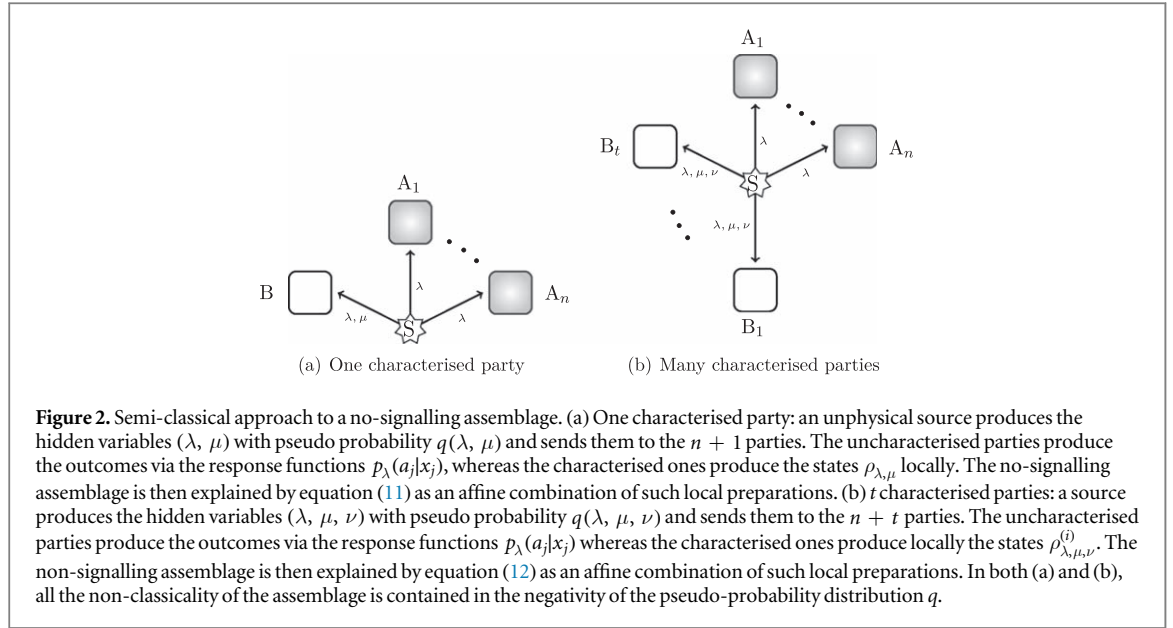 A₁
B
Aₙ
S
λ, μ
λ
λ
(a) One characterised party
A₁
Bₜ
Aₙ
λ
S
λ, μ, ν
λ
λ, μ, ν
B₁
(b) Many characterised parties
Figure 2. Semi-classical approach to a no-signalling assemblage. (a) One characterised party: an unphysical source produces the
hidden variables (λ, μ) with pseudo probability q(λ, μ) and sends them to the n + 1 parties. The uncharacterised parties produce
the outcomes via the response functions p_λ(a_j|x_j), whereas the characterised ones produce the states ρ_{λ,μ} locally. The no-signalling
assemblage is then explained by equation (11) as an affine combination of such local preparations. (b) t characterised parties: a source
produces the hidden variables (λ, μ, ν) with pseudo probability q(λ, μ, ν) and sends them to the n + t parties. The uncharacterised
parties produce the outcomes via the response functions p_λ(a_j|x_j) whereas the characterised ones produce locally the states ρ^{(i)}_{λ,μ,ν}. The
non-signalling assemblage is then explained by equation (12) as an affine combination of such local preparations. In both (a) and (b),
all the non-classicality of the assemblage is contained in the negativity of the pseudo-probability distribution q.